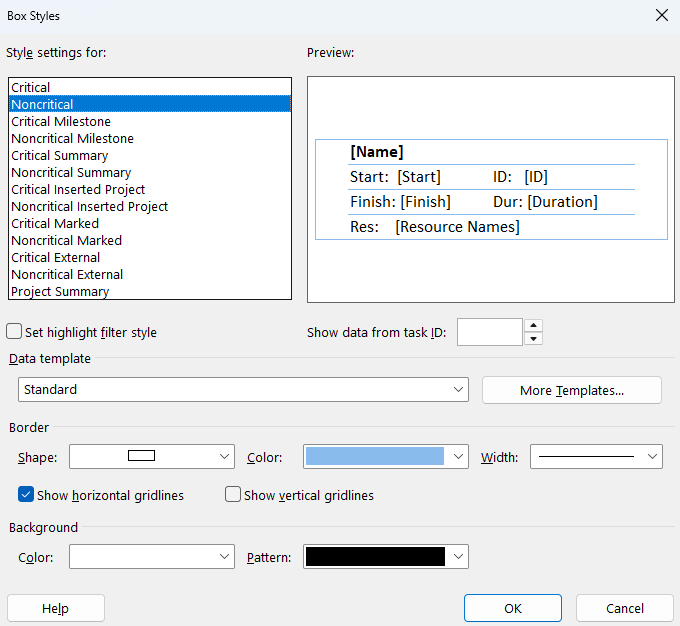 Box Styles
Style settings for:
Preview:
Critical
Noncritical
Critical Milestone
Noncritical Milestone
Critical Summary
Noncritical Summary
Critical Inserted Project
Noncritical Inserted Project
Critical Marked
Noncritical Marked
Critical External
Noncritical External
Project Summary
[Name]
Start: [Start] ID: [ID]
Finish: [Finish] Dur: [Duration]
Res: [Resource Names]
Set highlight filter style
Show data from task ID:
Data template
Standard
More Templates...
Border
Shape:
Color:
Width:
Show horizontal gridlines
Show vertical gridlines
Background
Color:
Pattern:
Help
OK
Cancel